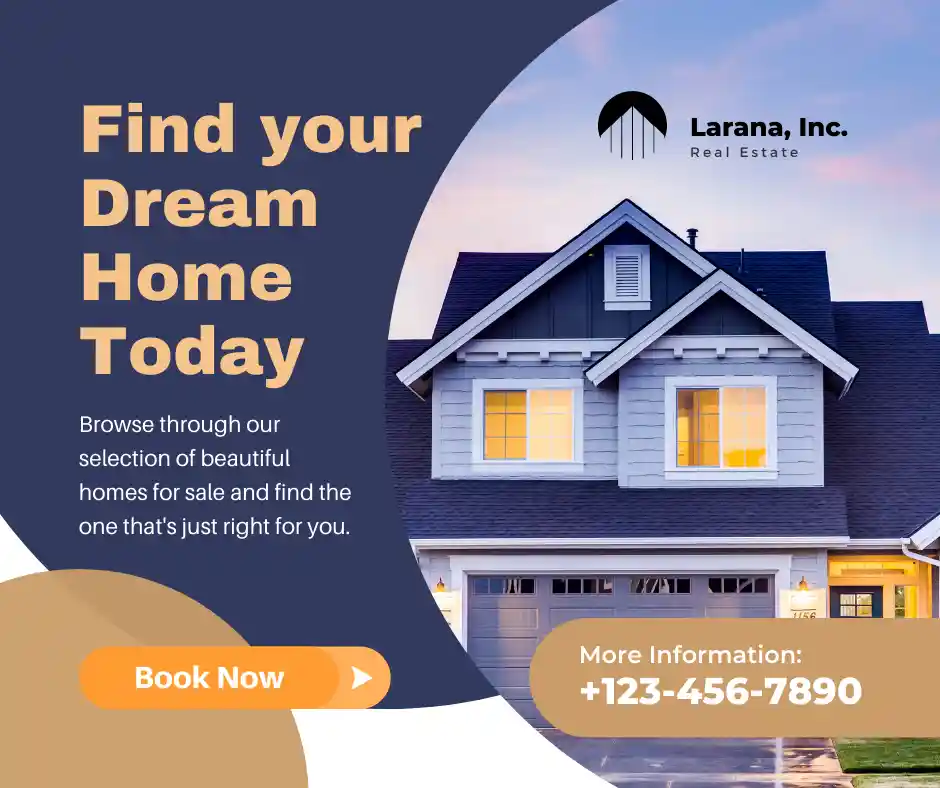 Find your
Dream
Home
Today
Browse through our
selection of beautiful
homes for sale and find the
one that's just right for you.
Book Now
Larana, Inc.
Real Estate
1156
More Information:
+123-456-7890